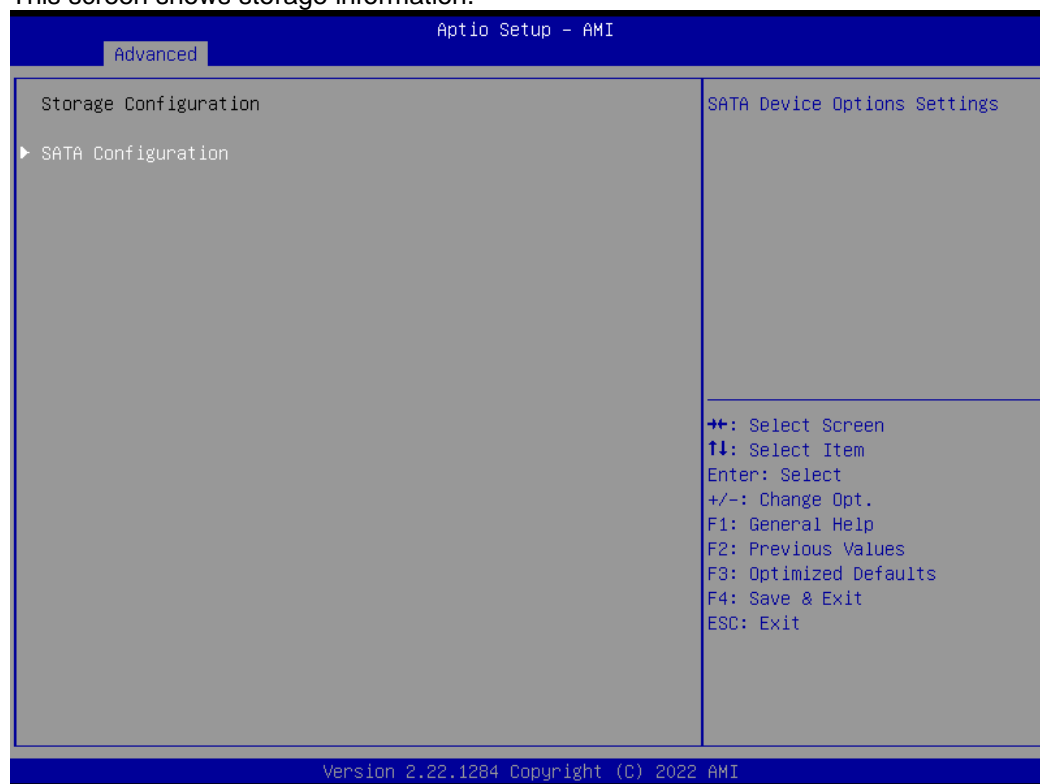 This screen shows storage information.
Aptio Setup – AMI
Advanced
Storage Configuration
SATA Device Options Settings
► SATA Configuration
→←: Select Screen
↑↓: Select Item
Enter: Select
+/-: Change Opt.
F1: General Help
F2: Previous Values
F3: Optimized Defaults
F4: Save & Exit
ESC: Exit
Version 2.22.1284 Copyright (C) 2022 AMI